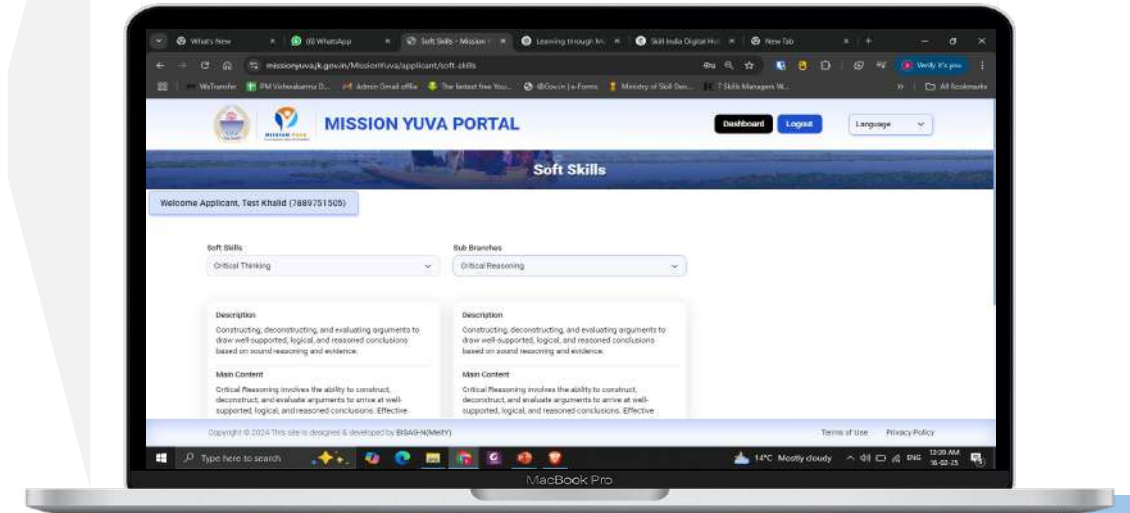 What's New
(6) WhatsApp
Soft Skills - Mission
Learning through
Skill India Digital
New Tab
missionyuva.jk.gov.in/MissionYuva/applicant/soft-skills
Verify it's you
WeTransfer
PM Vishwakarma D...
The fastest free You...
Ministry of Skil Dev...
All Bookmarks
MISSION YUVA
MISSION YUVA PORTAL
Dashboard
Logout
Language
Soft Skills
Welcome Applicant, Test Khalid (7889751505)
Soft Skills
Sub Branches
Critical Thinking
Critical Reasoning
Description
Constructing, deconstructing, and evaluating arguments to
draw well-supported, logical, and reasoned conclusions
based on sound reasoning and evidence.
Main Content
Critical Reasoning involves the ability to construct,
deconstruct, and evaluate arguments to arrive at well-
supported, logical, and reasoned conclusions. Effective
Description
Constructing, deconstructing, and evaluating arguments to
draw well-supported, logical, and reasoned conclusions
based on sound reasoning and evidence.
Main Content
Critical Reasoning involves the ability to construct,
deconstruct, and evaluate arguments to arrive at well-
supported, logical, and reasoned conclusions. Effective
Copyright © 2024 This site is designed & developed by BISAG-N(MeitY)
Terms of Use
Privacy Policy
Type here to search
14°C Mostly cloudy
ENG
12:39 AM
16-02-25
MacBook Pro